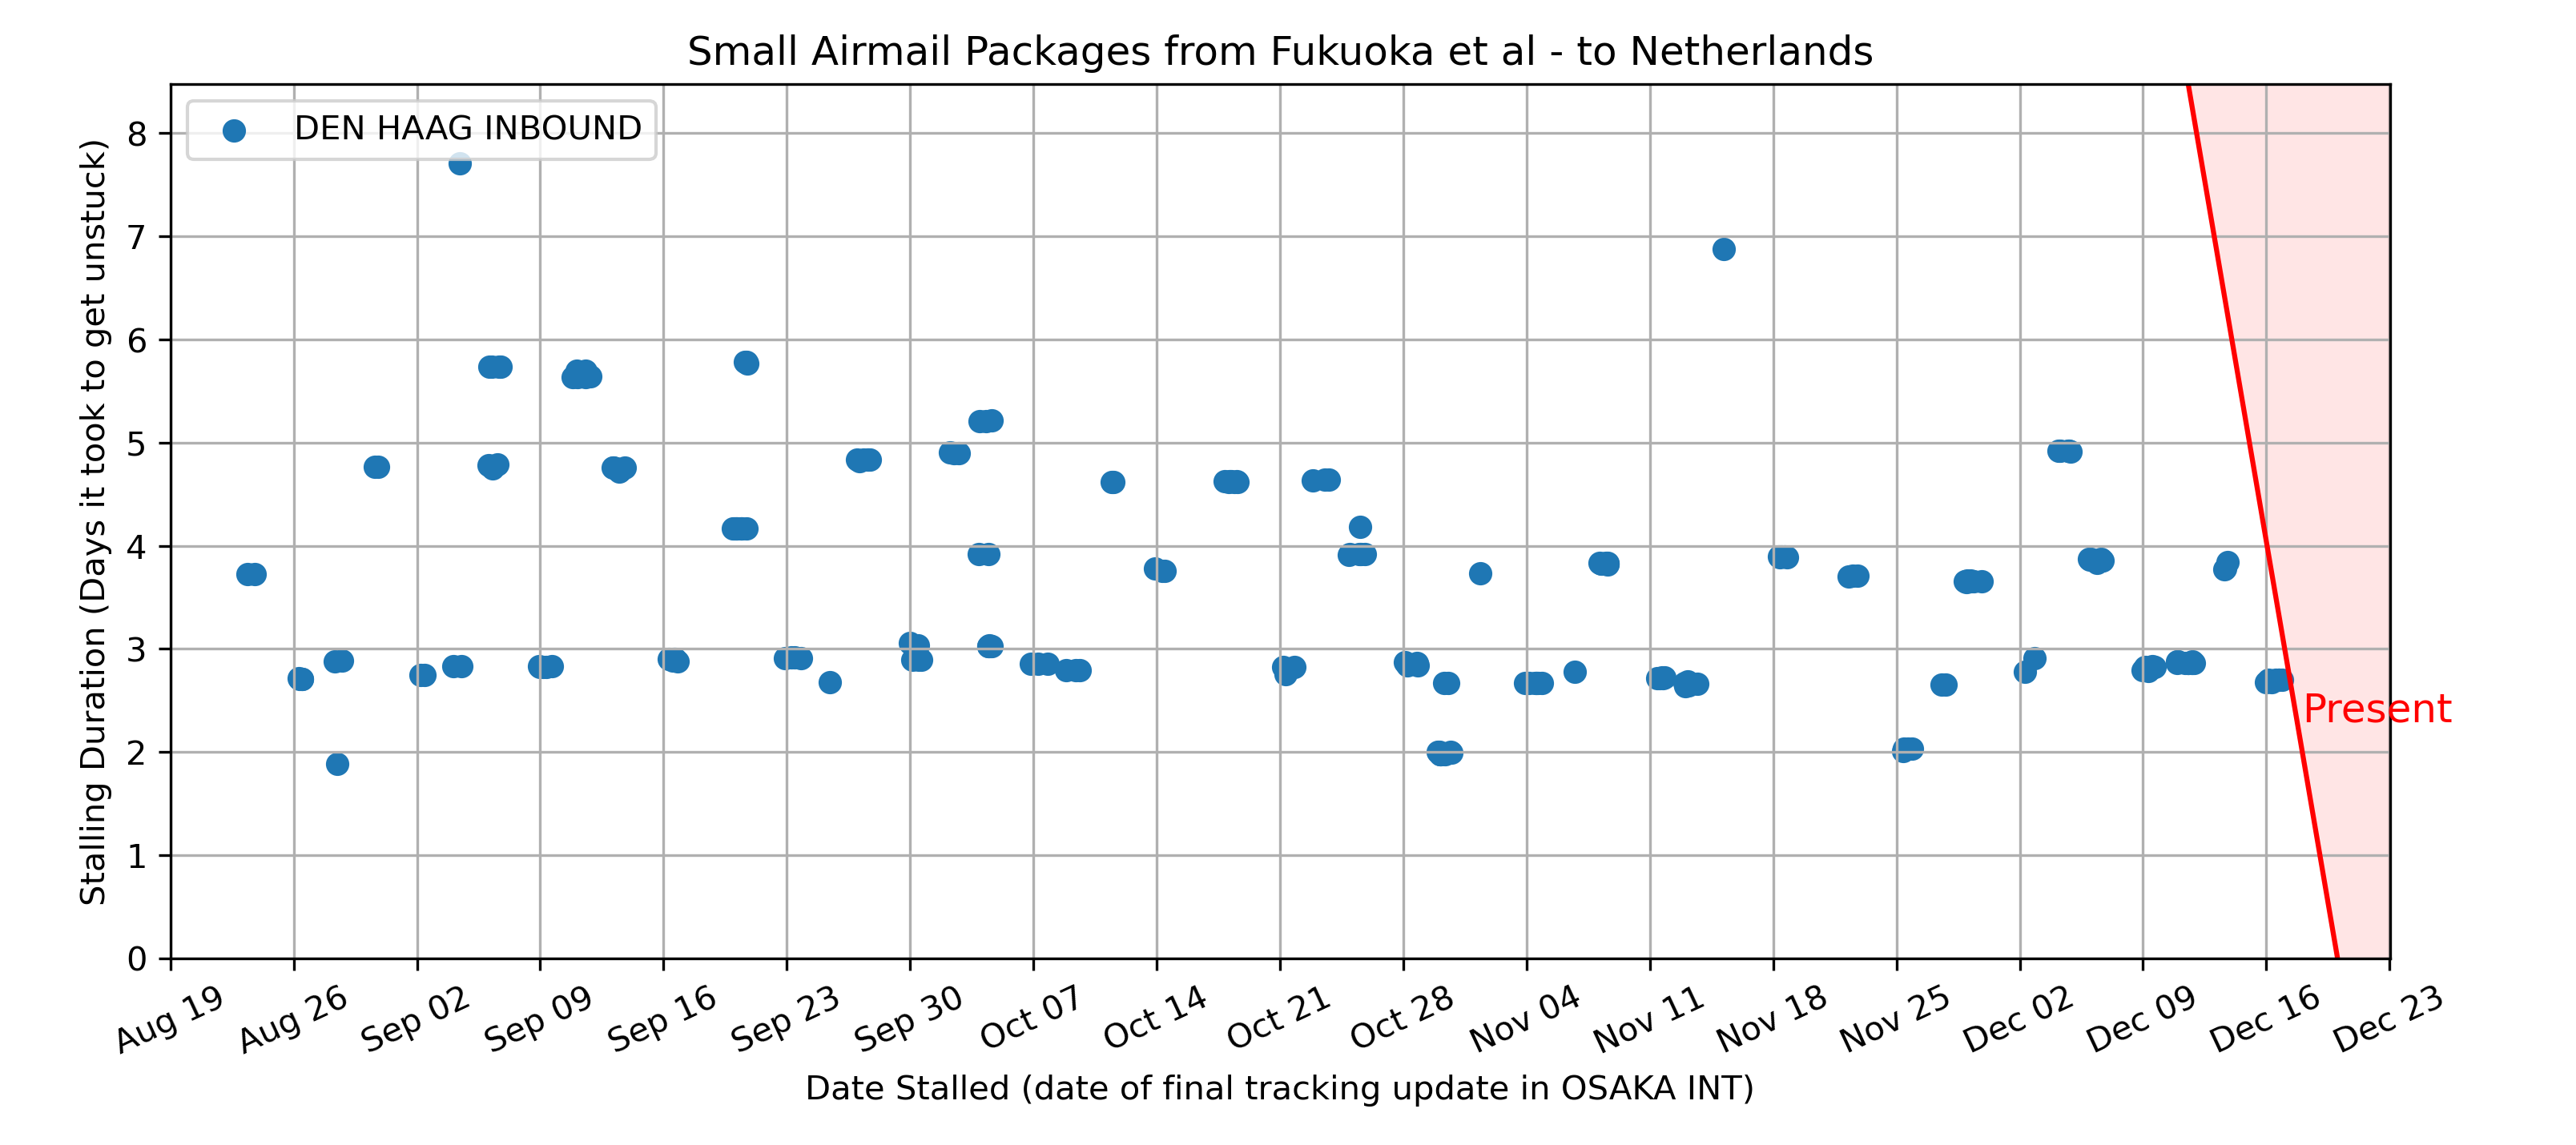 Small Airmail Packages from Fukuoka et al - to Netherlands
DEN HAAG INBOUND
Stalling Duration (Days it took to get unstuck)
8
7
6
5
4
3
2
1
0
Present
Aug 19 Aug 26 Sep 02 Sep 09 Sep 16 Sep 23 Sep 30 Oct 07 Oct 14 Oct 21 Oct 28 Nov 04 Nov 11 Nov 18 Nov 25 Dec 02 Dec 09 Dec 16 Dec 23
Date Stalled (date of final tracking update in OSAKA INT)